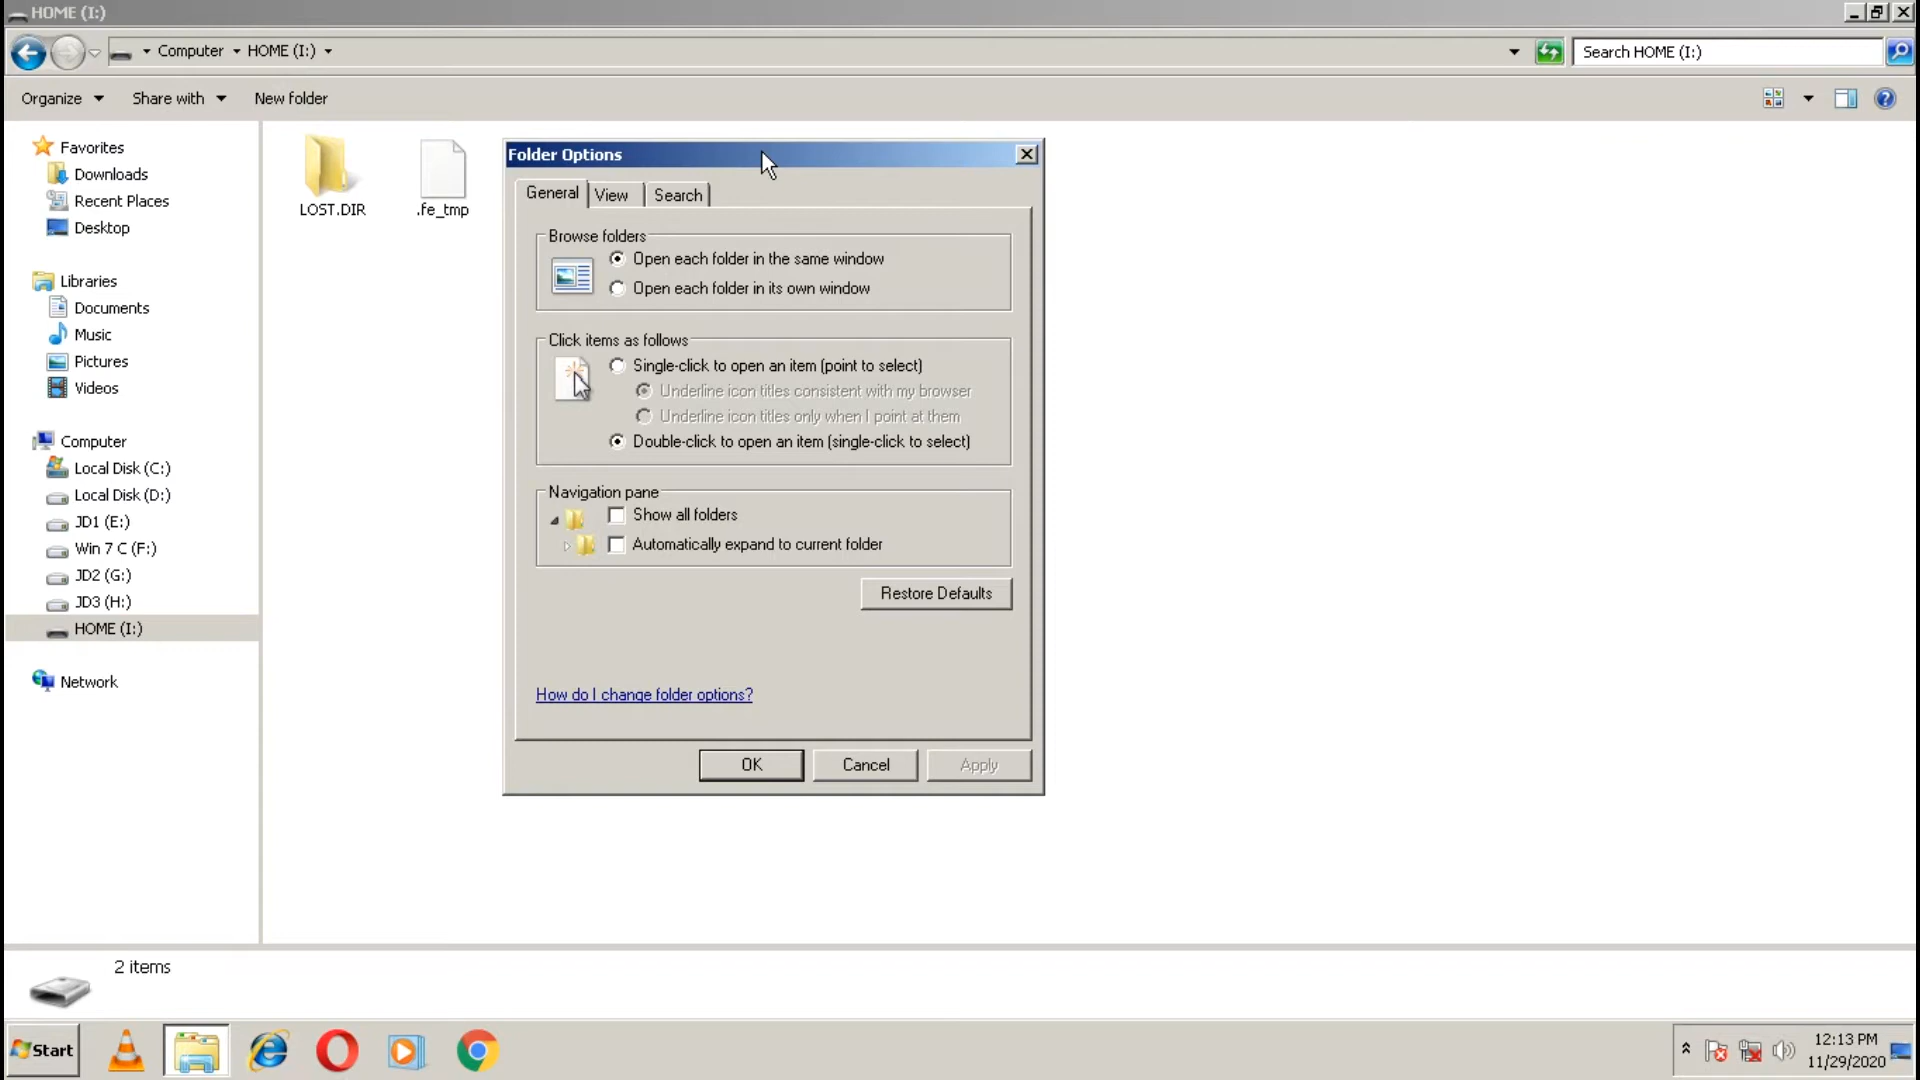 HOME (I:)
Computer HOME (I:)
Search HOME (I:)
Organize Share with New folder
Favorites
Downloads
Recent Places
Desktop
Libraries
Documents
Music
Pictures
Videos
Computer
Local Disk (C:)
Local Disk (D:)
JD1 (E:)
Win 7 C (F:)
JD2 (G:)
JD3 (H:)
HOME (I:)
Network
LOST.DIR
.fe_tmp
Folder Options
General View Search
Browse folders
Open each folder in the same window
Open each folder in its own window
Click items as follows
Single-click to open an item (point to select)
Underline icon titles consistent with my browser
Underline icon titles only when I point at them
Double-click to open an item (single-click to select)
Navigation pane
Show all folders
Automatically expand to current folder
Restore Defaults
How do I change folder options?
OK Cancel Apply
2 items
Start
12:13 PM
11/29/2020